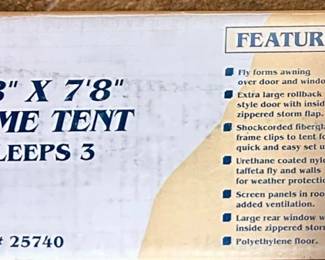 8" X 7'8"
ME TENT
LEEPS 3
# 25740
FEATUR
Fly forms awning
over door and windo
Extra large rollback
style door with insid
zippered storm flap.
Shockcorded fibergla
frame clips to tent fo
quick and easy set u
Urethane coated nyl
taffeta fly and walls
for weather protecti
Screen panels in roo
added ventilation.
Large rear window w
inside zippered stor
Polyethylene floor.